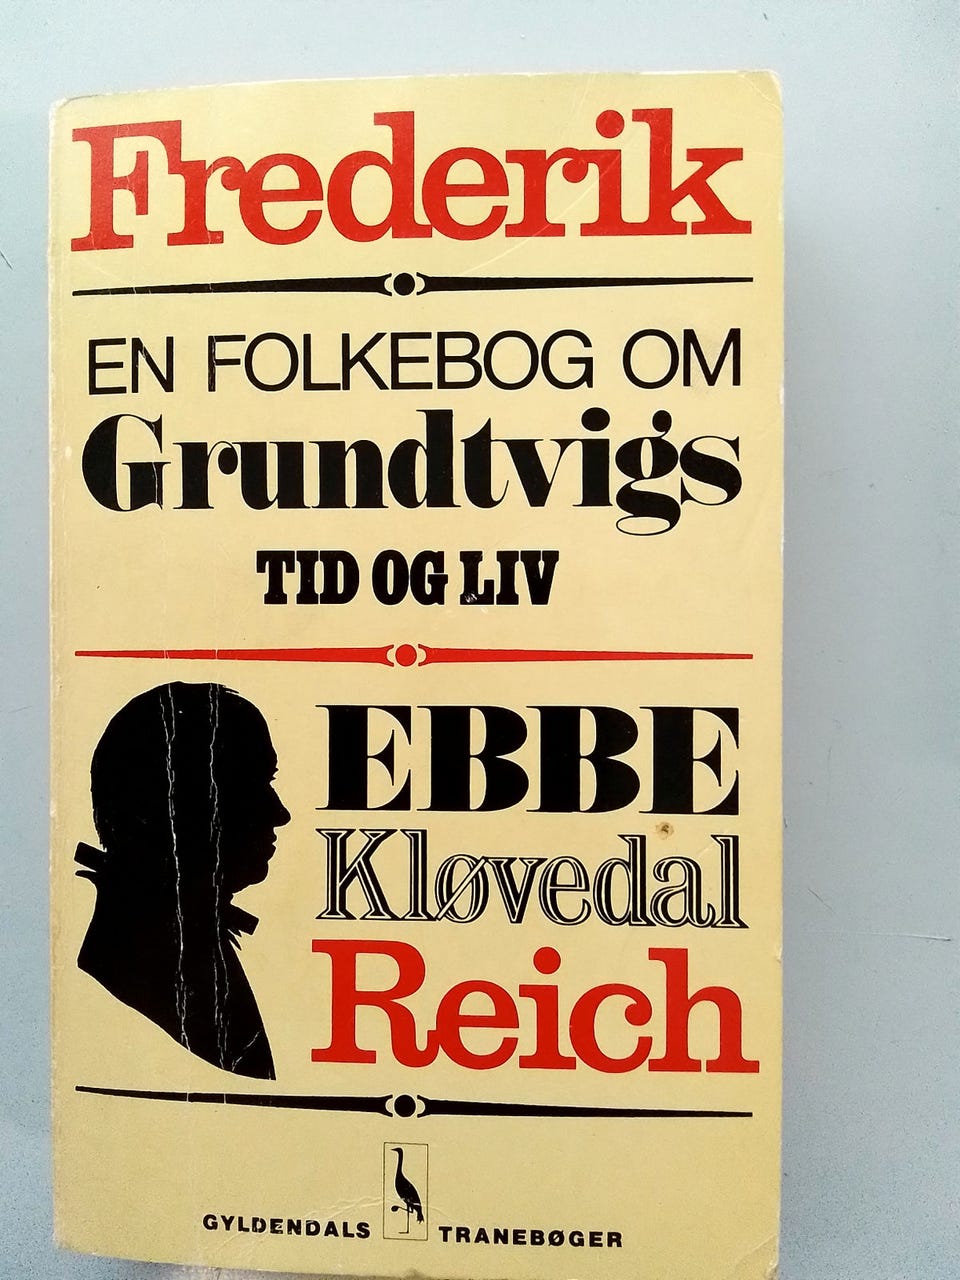 Frederik
EN FOLKEBOG OM
Grundtvigs
TID OG LIV
EBBE
Kløvedal
Reich
GYLDENDALS TRANEBØGER